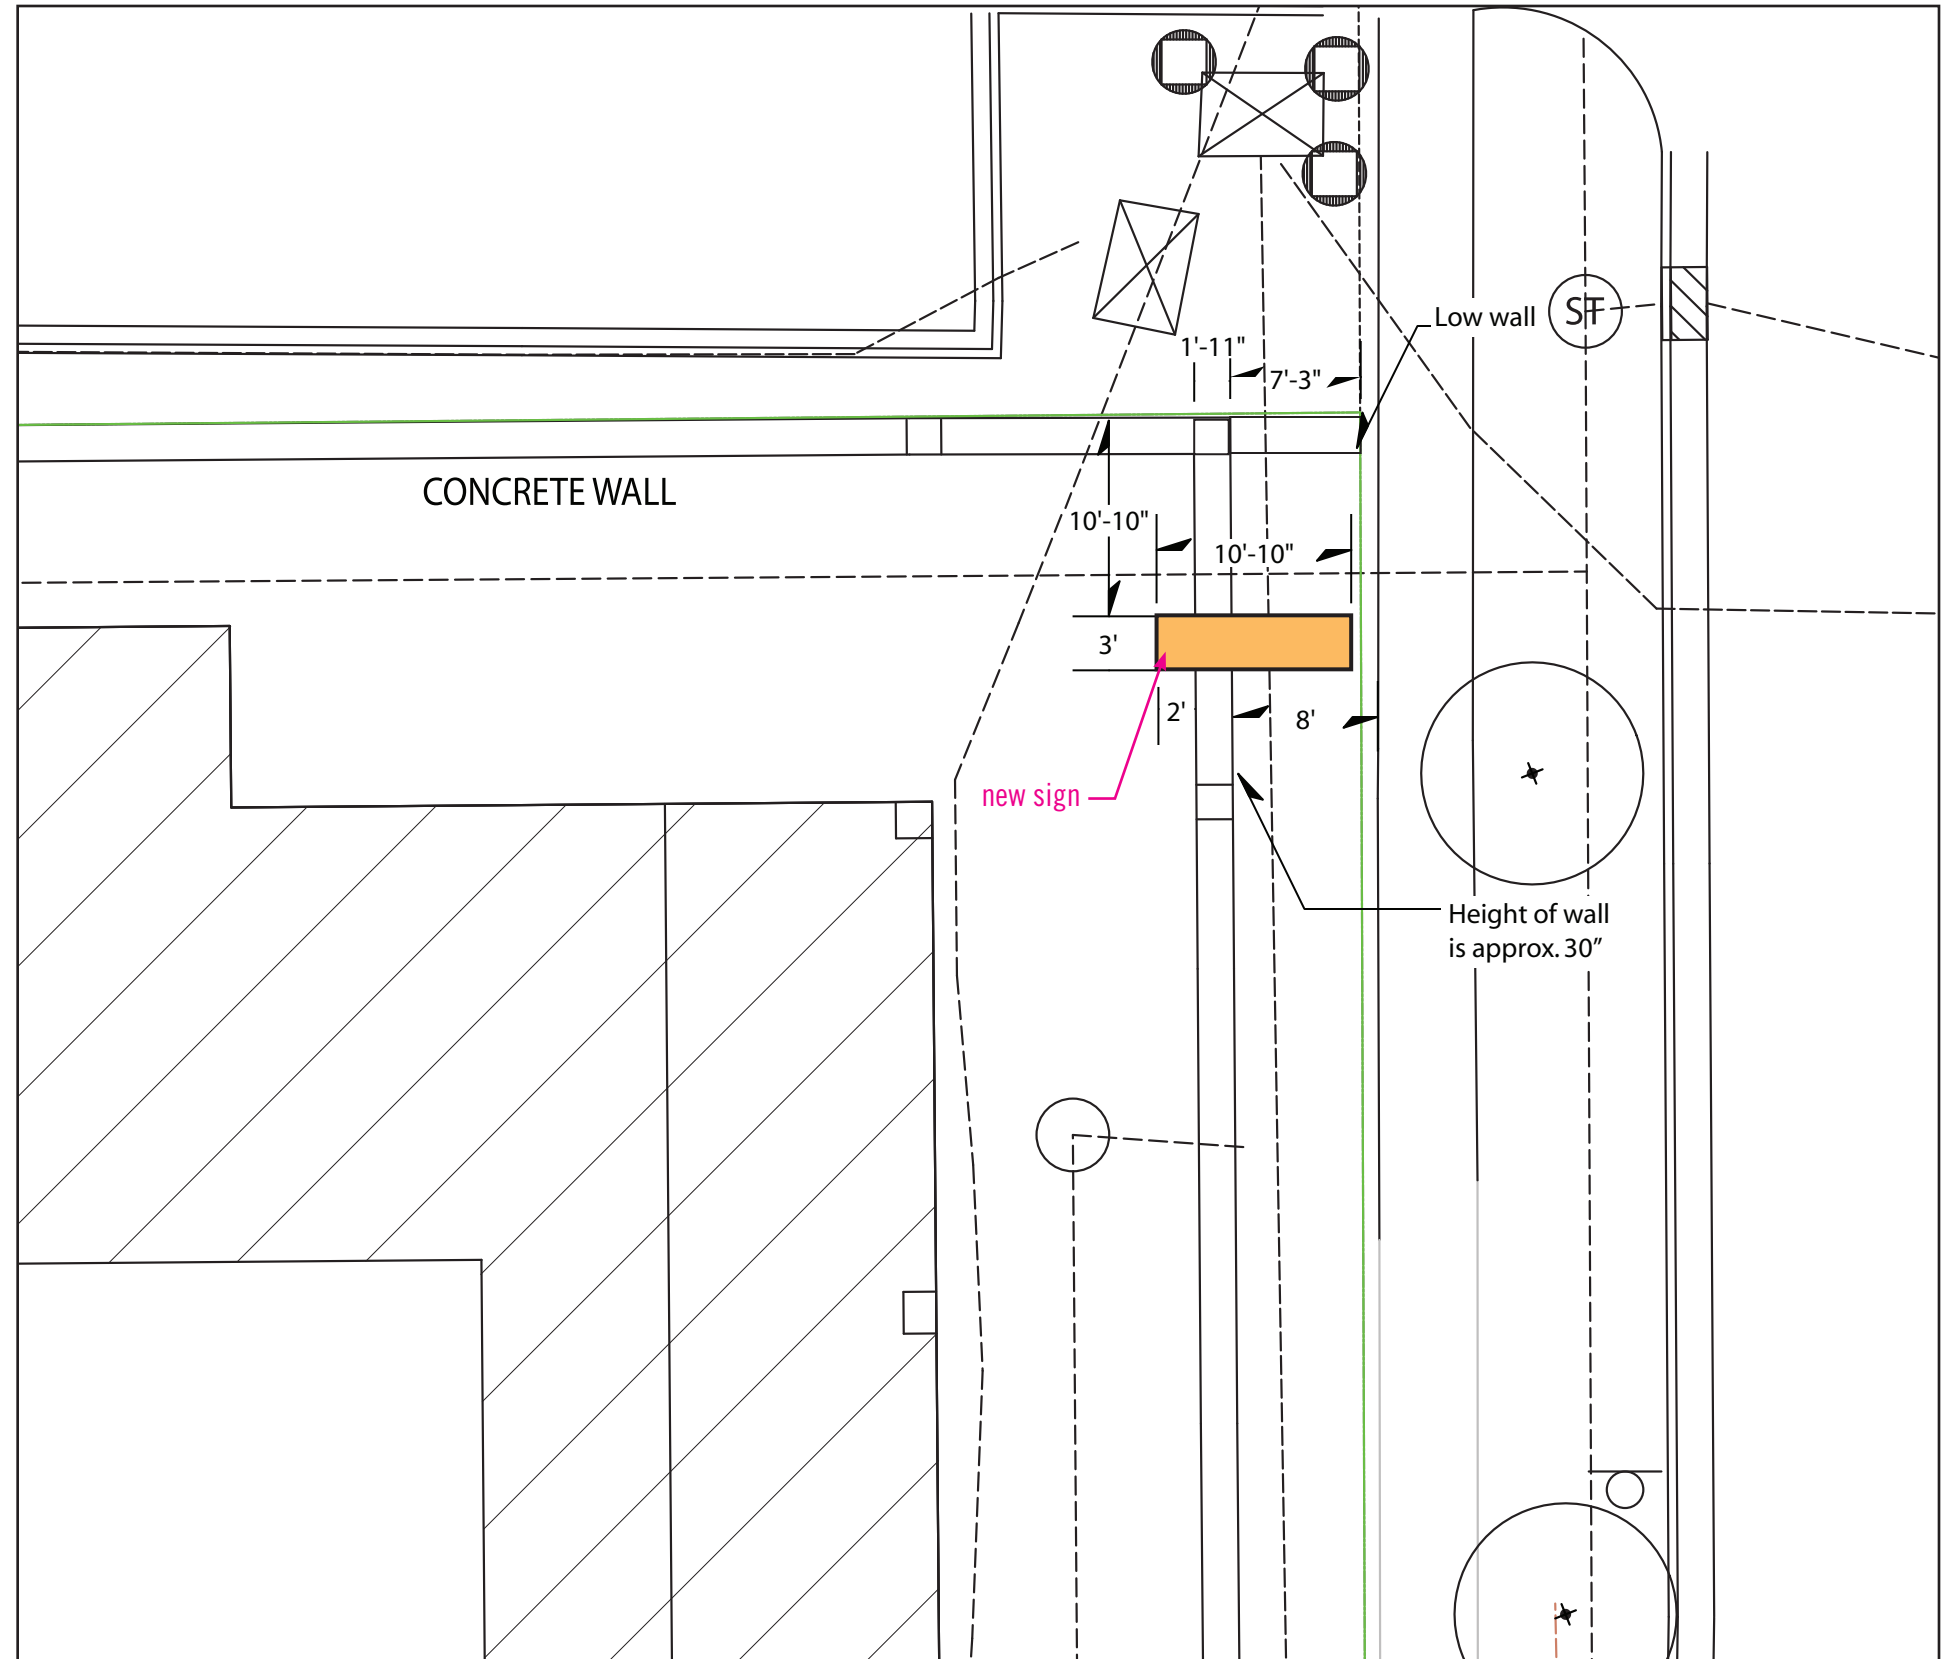 ST
Low wall
1'-11"
7'-3"
CONCRETE WALL
10'-10"
10'-10"
3'
2'
8'
new sign
Height of wall
is approx. 30"